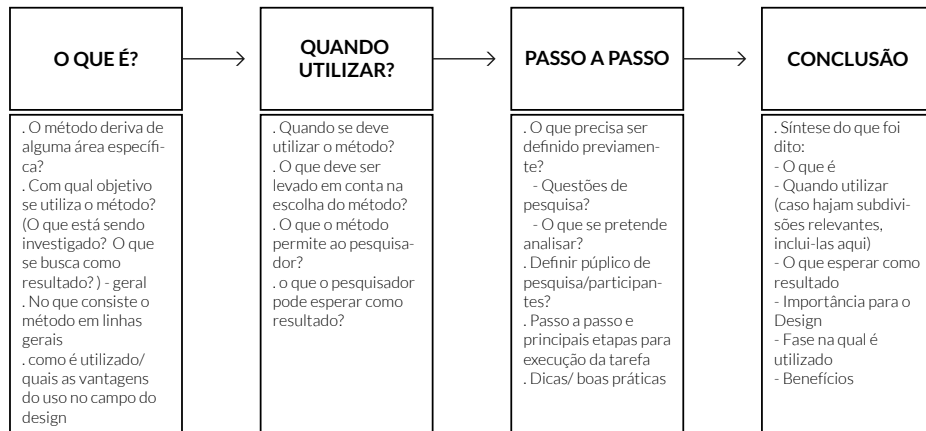 O QUE É?
. O método deriva de
alguma área específi-
ca?
. Com qual objetivo
se utiliza o método?
(O que está sendo
investigado? O que
se busca como
resultado? ) - geral
. No que consiste o
método em linhas
gerais
. como é utilizado/
quais as vantagens
do uso no campo do
design
QUANDO
UTILIZAR?
. Quando se deve
utilizar o método?
. O que deve ser
levado em conta na
escolha do método?
. O que o método
permite ao pesquisa-
dor?
. o que o pesquisador
pode esperar como
resultado?
PASSO A PASSO
. O que precisa ser
definido previamen-
te?
- Questões de
pesquisa?
- O que se pretende
analisar?
. Definir púplico de
pesquisa/participan-
tes?
. Passo a passo e
principais etapas para
execução da tarefa
. Dicas/ boas práticas
CONCLUSÃO
. Síntese do que foi
dito:
- O que é
- Quando utilizar
(caso hajam subdivi-
sões relevantes,
inclui-las aqui)
- O que esperar como
resultado
- Importância para o
Design
- Fase na qual é
utilizado
- Benefícios